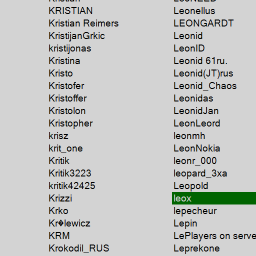 KRISTIAN Leonellus
Kristian Reimers LEONGARDT
KristijanGrkic Leonid
kristijonas LeonID
Kristina Leonid 61ru.
Kristo Leonid(JT)rus
Kristofer Leonid_Chaos
Kristoffer Leonidas
Kristolon LeonidJan
Kristopher LeonLeord
krisz leonmh
krit_one LeonNokia
Kritik leonr_000
Kritik3223 leopard_3xa
kritik42425 Leopold
Krizzi leox
Krko lepecheur
Kr�lewicz Lepin
KRM LePlayers on serve
Krokodil_RUS Leprekone